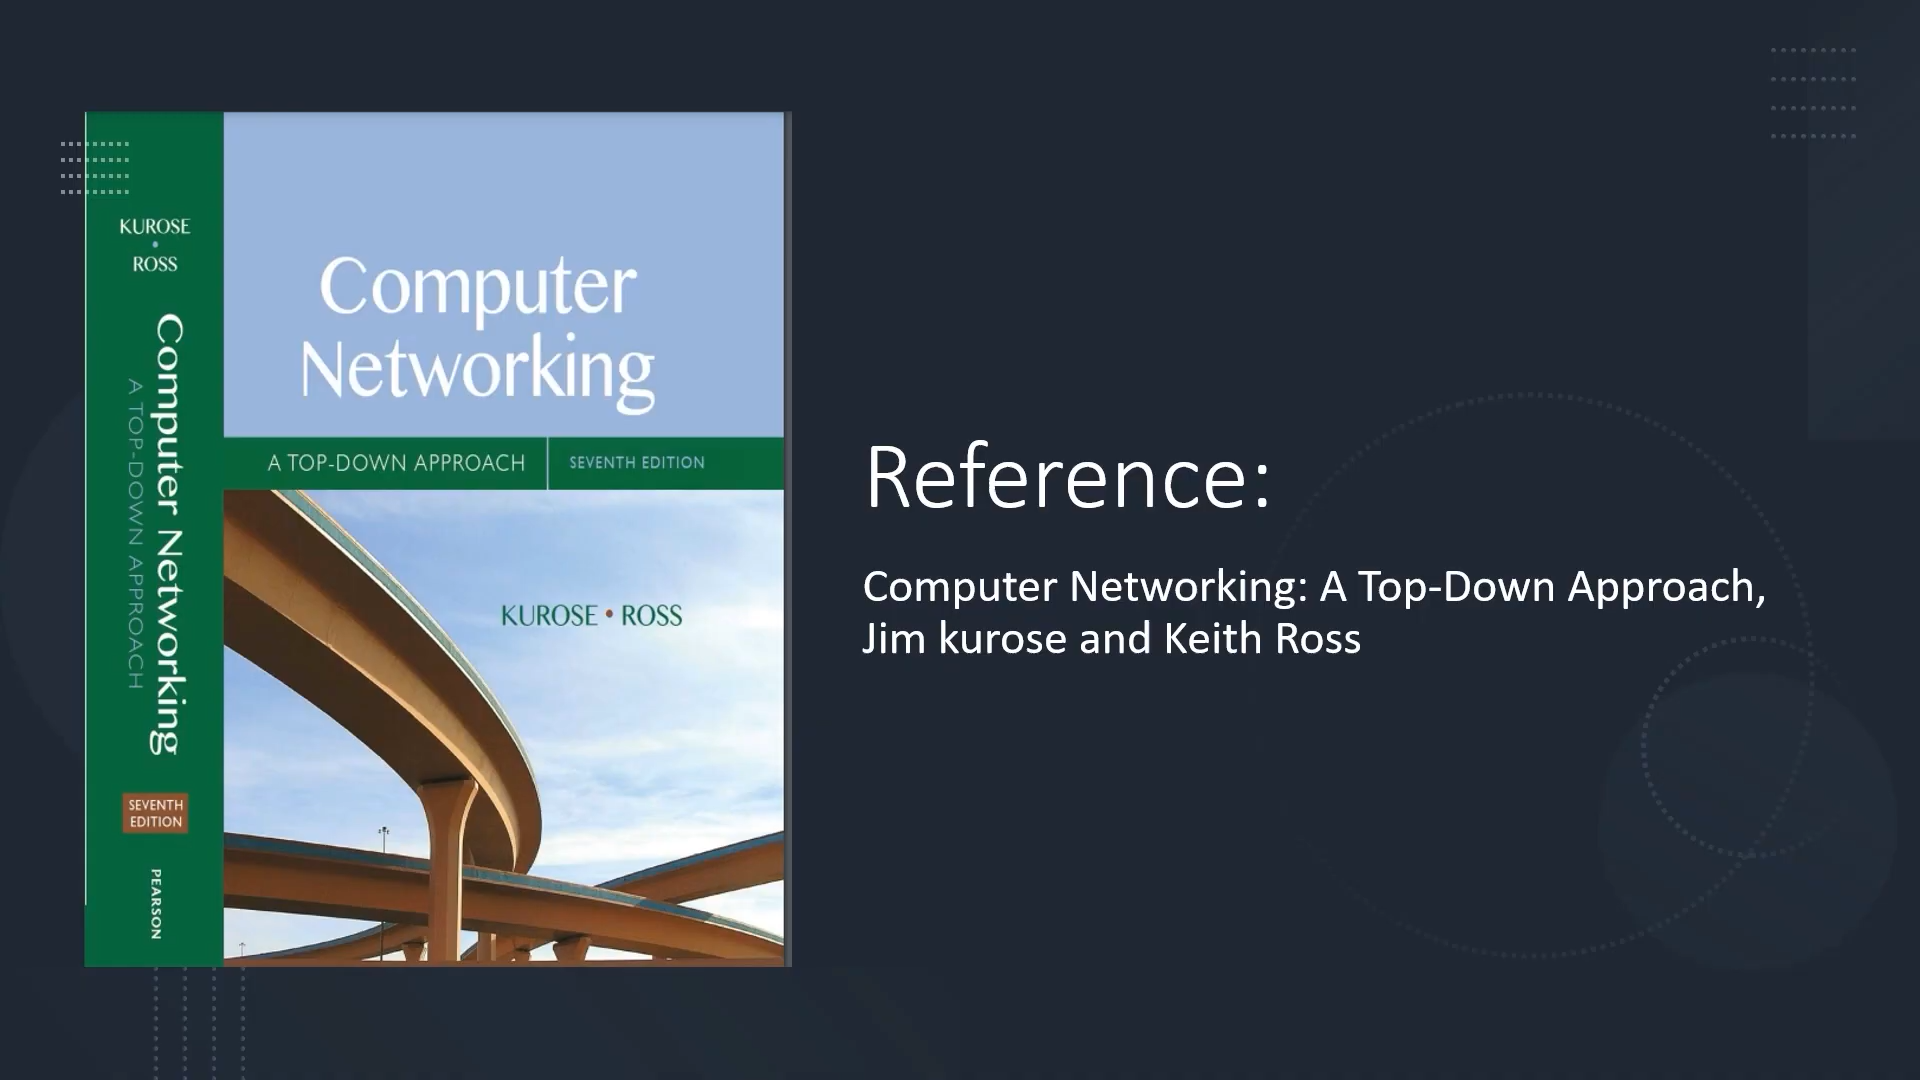 KUROSE
•
ROSS
Computer Networking
A TOP-DOWN APPROACH
SEVENTH
EDITION
PEARSON
Computer
Networking
A TOP-DOWN APPROACH
SEVENTH EDITION
KUROSE • ROSS
Reference:
Computer Networking: A Top-Down Approach,
Jim kurose and Keith Ross